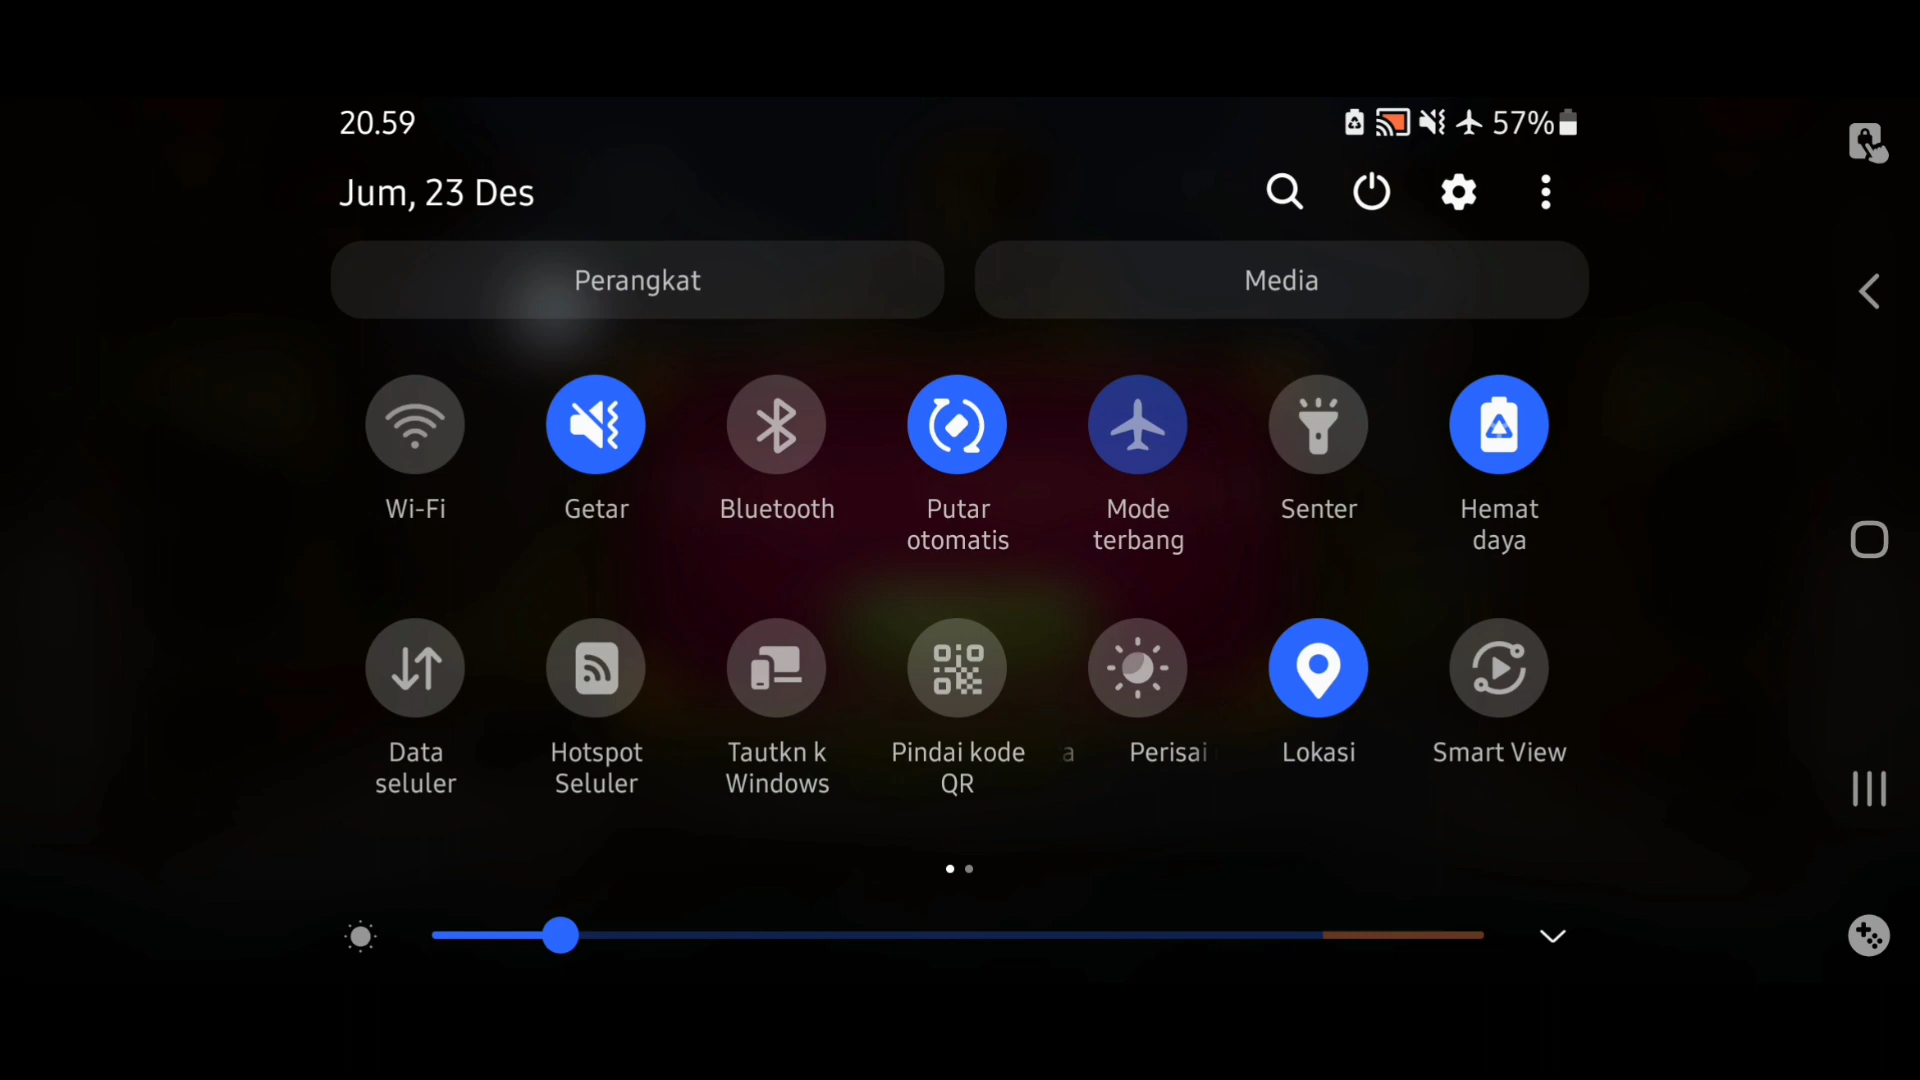 20.59
57%
Jum, 23 Des
Perangkat
Media
Wi-Fi
Getar
Bluetooth
Putar
otomatis
Mode
terbang
Senter
Hemat
daya
Data
seluler
Hotspot
Seluler
Tautkn k
Windows
Pindai kode
QR
a Perisai
Lokasi
Smart View